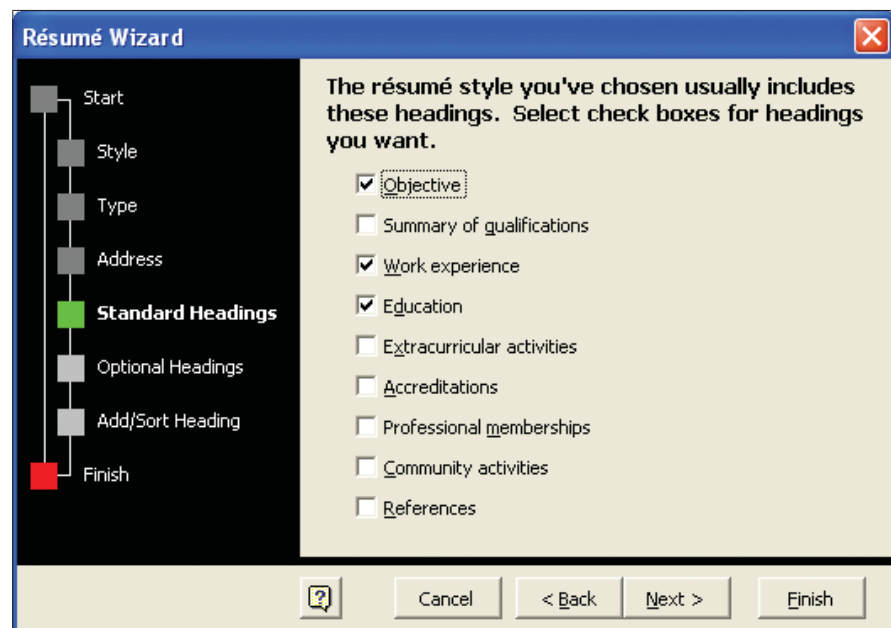 Résumé Wizard
Start
Style
Type
Address
Standard Headings
Optional Headings
Add/Sort Heading
Finish
The résumé style you've chosen usually includes
these headings. Select check boxes for headings
you want.
Objective
Summary of qualifications
Work experience
Education
Extracurricular activities
Accreditations
Professional memberships
Community activities
References
?
Cancel
< Back
Next >
Finish